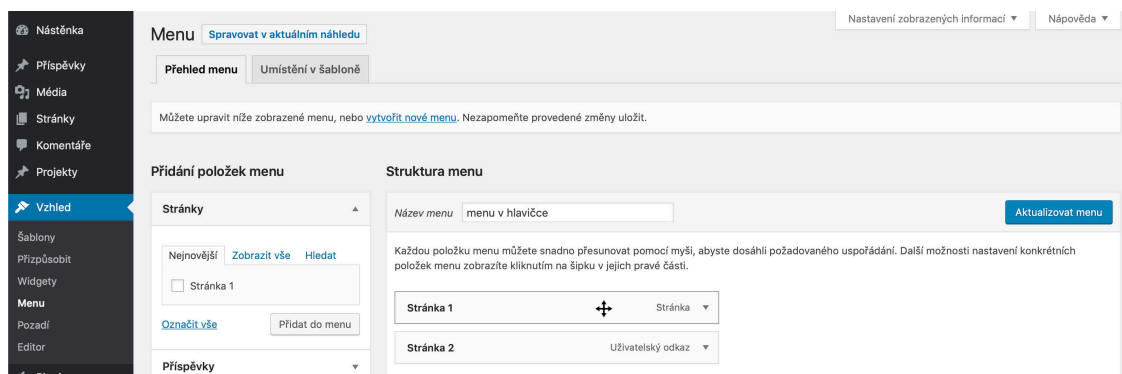 Nástěnka
Příspěvky
Média
Stránky
Komentáře
Projekty
Vzhled
Šablony
Přizpůsobit
Widgety
Menu
Pozadí
Editor
Nastavení zobrazených informací
Nápověda
Menu Spravovat v aktuálním náhledu
Přehled menu Umístění v šabloně
Můžete upravit níže zobrazené menu, nebo vytvořit nové menu. Nezapomeňte provedené změny uložit.
Přidání položek menu
Stránky
Nejnovější Zobrazit vše Hledat
Stránka 1
Označit vše Přidat do menu
Příspěvky
Struktura menu
Název menu menu v hlavičce Aktualizovat menu
Každou položku menu můžete snadno přesunovat pomocí myši, abyste dosáhli požadovaného uspořádání. Další možnosti nastavení konkrétních
položek menu zobrazíte kliknutím na šipku v jejich pravé části.
Stránka 1 Stránka
Stránka 2 Uživatelský odkaz